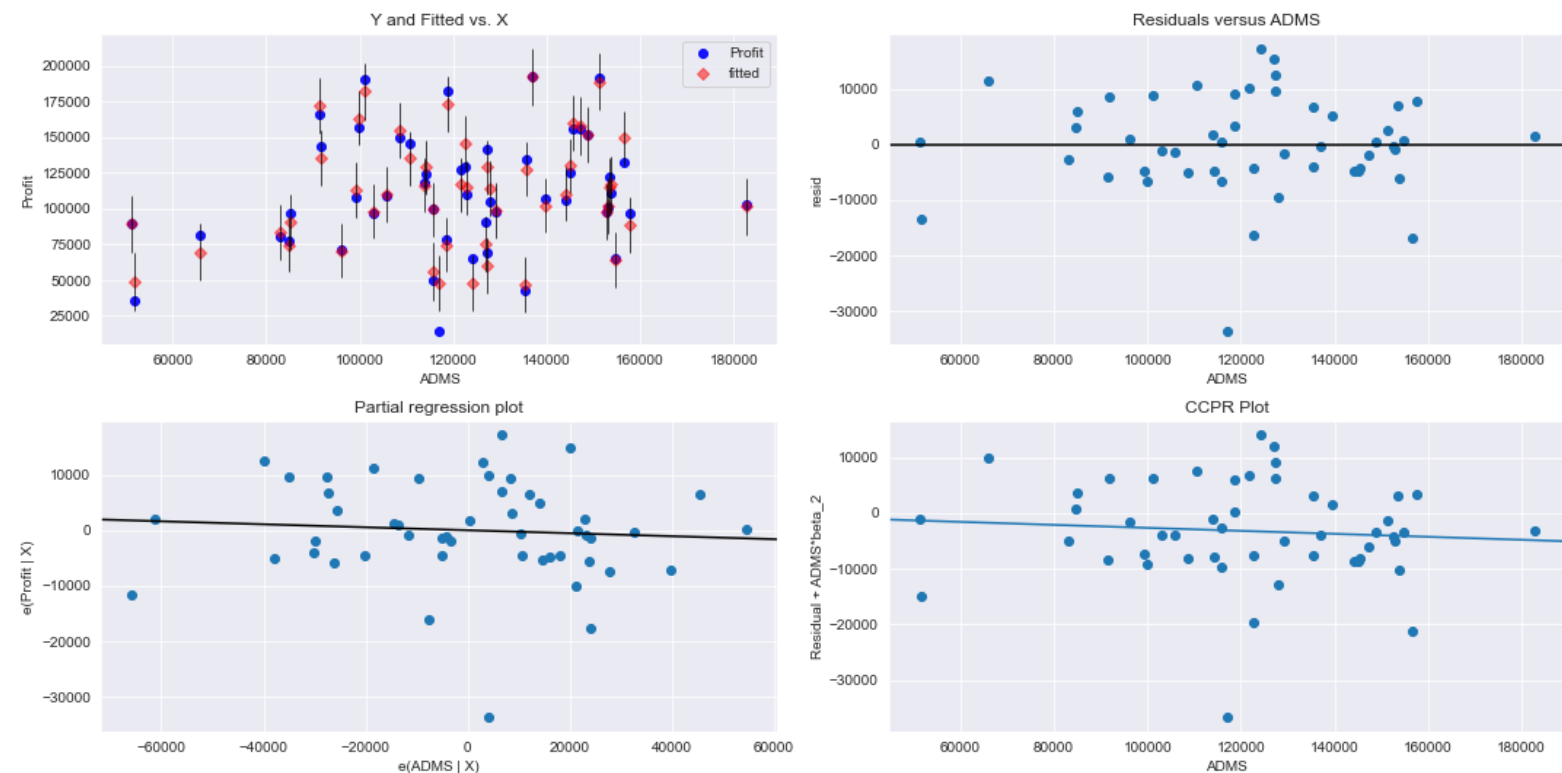 Y and Fitted vs. X
Profit
fitted
200000
175000
150000
125000
100000
75000
50000
25000
Profit
60000 80000 100000 120000 140000 160000 180000
ADMS
Residuals versus ADMS
10000
0
−10000
−20000
−30000
resid
60000 80000 100000 120000 140000 160000 180000
ADMS
Partial regression plot
10000
0
−10000
−20000
−30000
e(Profit | X)
−60000 −40000 −20000 0 20000 40000 60000
e(ADMS | X)
CCPR Plot
10000
0
−10000
−20000
−30000
Residual + ADMS*beta_2
60000 80000 100000 120000 140000 160000 180000
ADMS